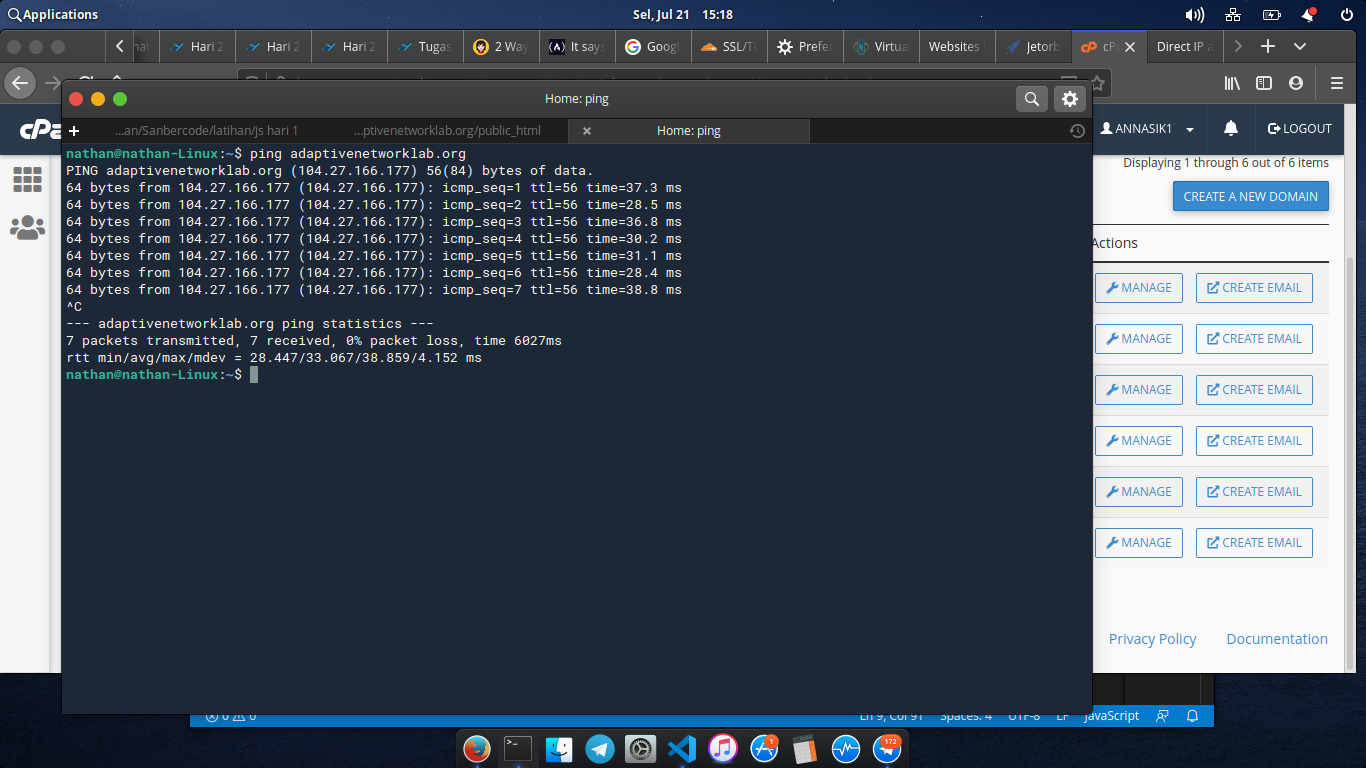 Applications
Sel, Jul 21 15:18
Hari 2
Hari 2
Hari 2
Tugas
2 Way
It says
Googl
SSL/TL
Prefer
Virtua
Websites
Jetorb
cP
Direct IP a
Home: ping
...an/Sanbercode/latihan/js hari 1
...ptivenetworklab.org/public_html
Home: ping
nathan@nathan-Linux:~$ ping adaptivenetworklab.org
PING adaptivenetworklab.org (104.27.166.177) 56(84) bytes of data.
64 bytes from 104.27.166.177 (104.27.166.177): icmp_seq=1 ttl=56 time=37.3 ms
64 bytes from 104.27.166.177 (104.27.166.177): icmp_seq=2 ttl=56 time=28.5 ms
64 bytes from 104.27.166.177 (104.27.166.177): icmp_seq=3 ttl=56 time=36.8 ms
64 bytes from 104.27.166.177 (104.27.166.177): icmp_seq=4 ttl=56 time=30.2 ms
64 bytes from 104.27.166.177 (104.27.166.177): icmp_seq=5 ttl=56 time=31.1 ms
64 bytes from 104.27.166.177 (104.27.166.177): icmp_seq=6 ttl=56 time=28.4 ms
64 bytes from 104.27.166.177 (104.27.166.177): icmp_seq=7 ttl=56 time=38.8 ms
^C
--- adaptivenetworklab.org ping statistics ---
7 packets transmitted, 7 received, 0% packet loss, time 6027ms
rtt min/avg/max/mdev = 28.447/33.067/38.859/4.152 ms
nathan@nathan-Linux:~$
cPa
ANNASIK1
LOGOUT
Displaying 1 through 6 out of 6 items
CREATE A NEW DOMAIN
Actions
MANAGE CREATE EMAIL
MANAGE CREATE EMAIL
MANAGE CREATE EMAIL
MANAGE CREATE EMAIL
MANAGE CREATE EMAIL
MANAGE CREATE EMAIL
Privacy Policy Documentation
0 0
Ln 9, Col 91 Spaces: 4 UTF-8 LF JavaScript
1
172